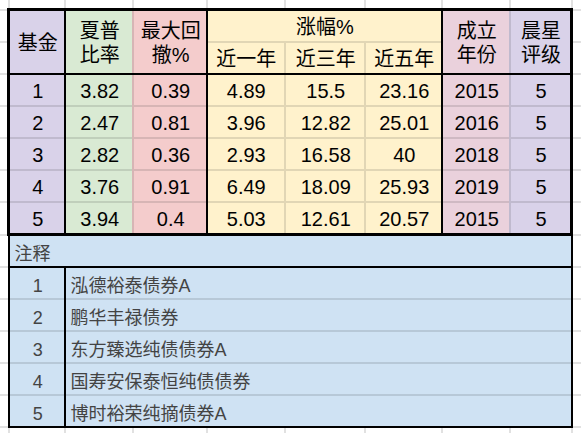 基金 夏普比率 最大回撤% 涨幅% 成立年份 晨星评级
近一年 近三年 近五年
1 3.82 0.39 4.89 15.5 23.16 2015 5
2 2.47 0.81 3.96 12.82 25.01 2016 5
3 2.82 0.36 2.93 16.58 40 2018 5
4 3.76 0.91 6.49 18.09 25.93 2019 5
5 3.94 0.4 5.03 12.61 20.57 2015 5
注释
1 泓德裕泰债券A
2 鹏华丰禄债券
3 东方臻选纯债债券A
4 国寿安保泰恒纯债债券
5 博时裕荣纯摘债券A